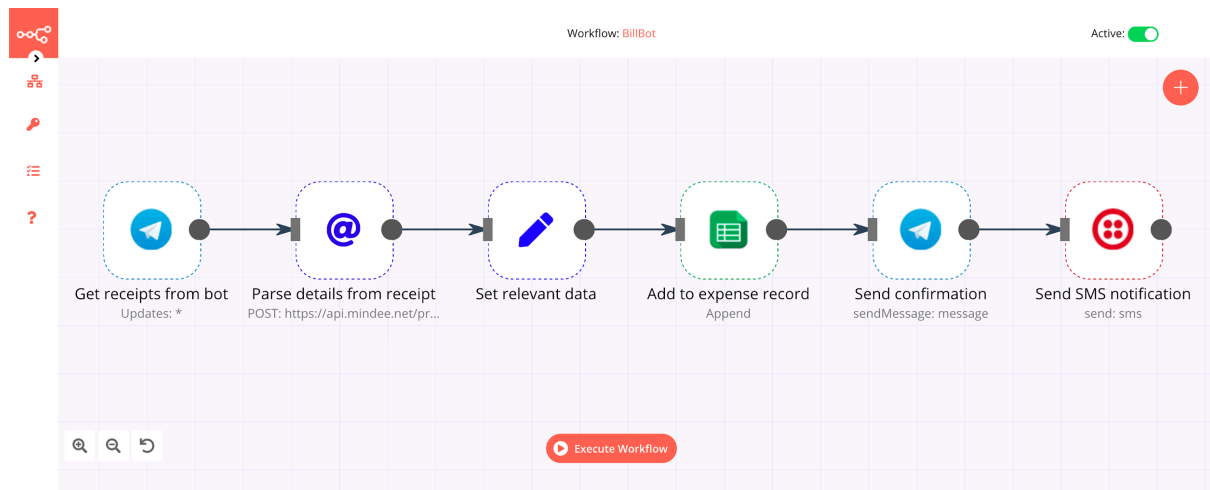 Workflow: BillBot
Active:
Get receipts from bot
Updates: *
Parse details from receipt
POST: https://api.mindee.net/pr...
Set relevant data
Add to expense record
Append
Send confirmation
sendMessage: message
Send SMS notification
send: sms
Execute Workflow